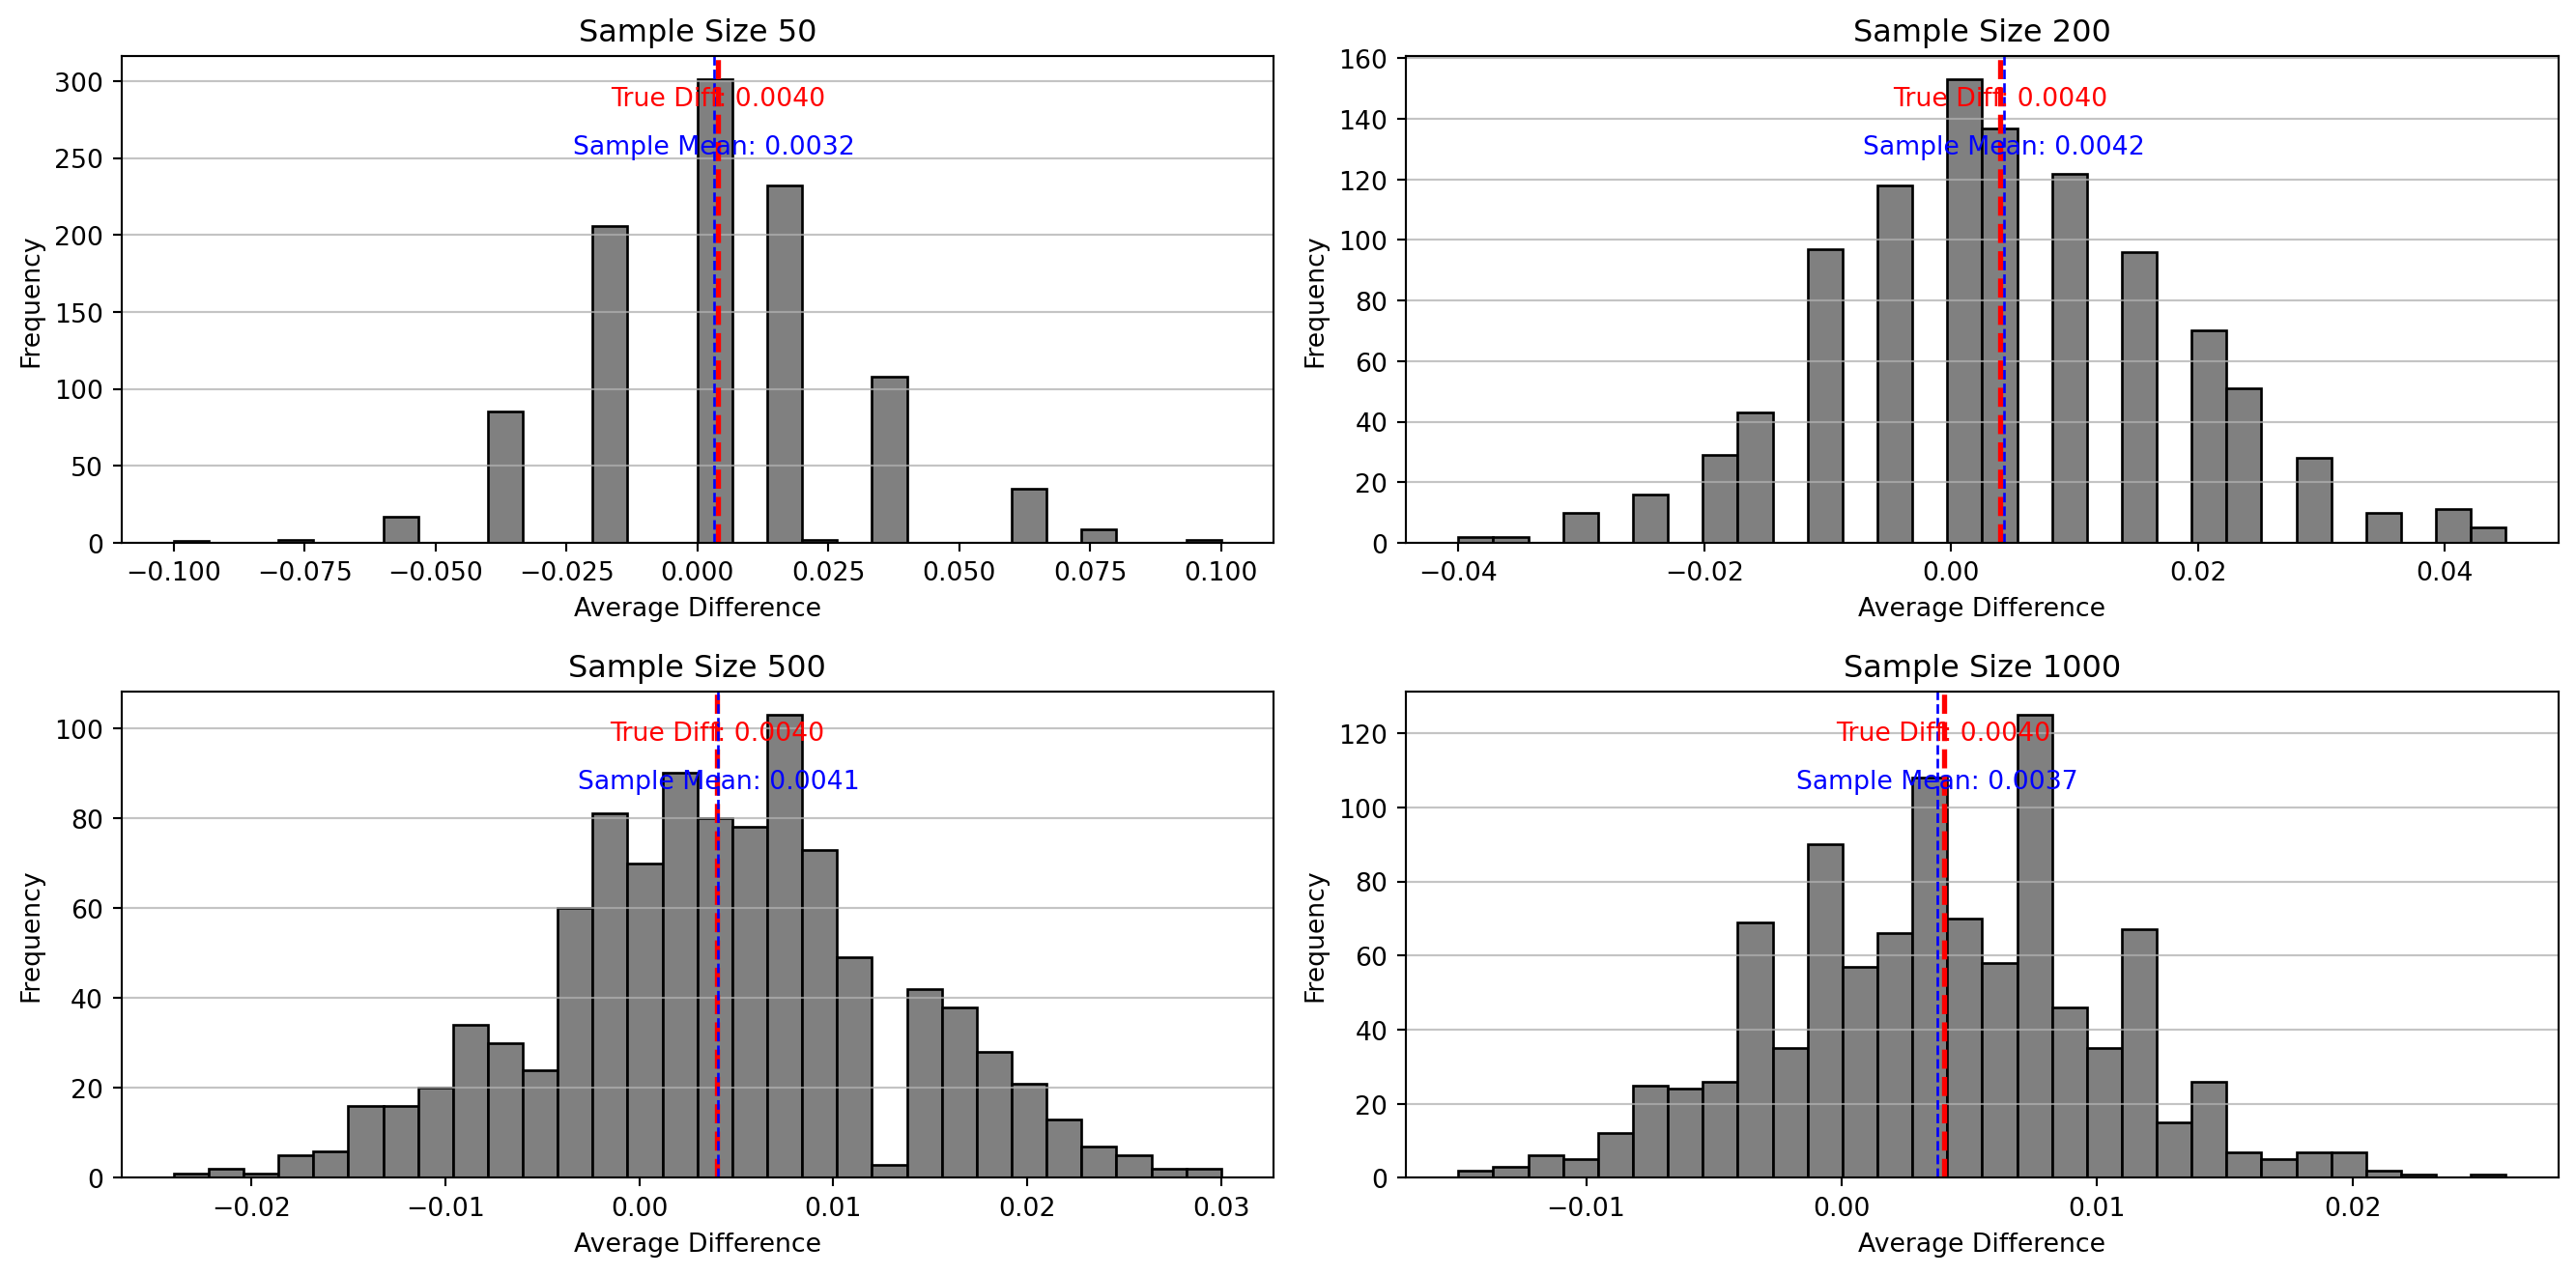 Sample Size 50
300
250
200
150
100
50
0
Frequency
True Diff: 0.0040
Sample Mean: 0.0032
−0.100 −0.075 −0.050 −0.025 0.000 0.025 0.050 0.075 0.100
Average Difference
Sample Size 200
160
140
120
100
80
60
40
20
0
Frequency
True Diff: 0.0040
Sample Mean: 0.0042
−0.04 −0.02 0.00 0.02 0.04
Average Difference
Sample Size 500
100
80
60
40
20
0
Frequency
True Diff: 0.0040
Sample Mean: 0.0041
−0.02 −0.01 0.00 0.01 0.02 0.03
Average Difference
Sample Size 1000
120
100
80
60
40
20
0
Frequency
True Diff: 0.0040
Sample Mean: 0.0037
−0.01 0.00 0.01 0.02
Average Difference